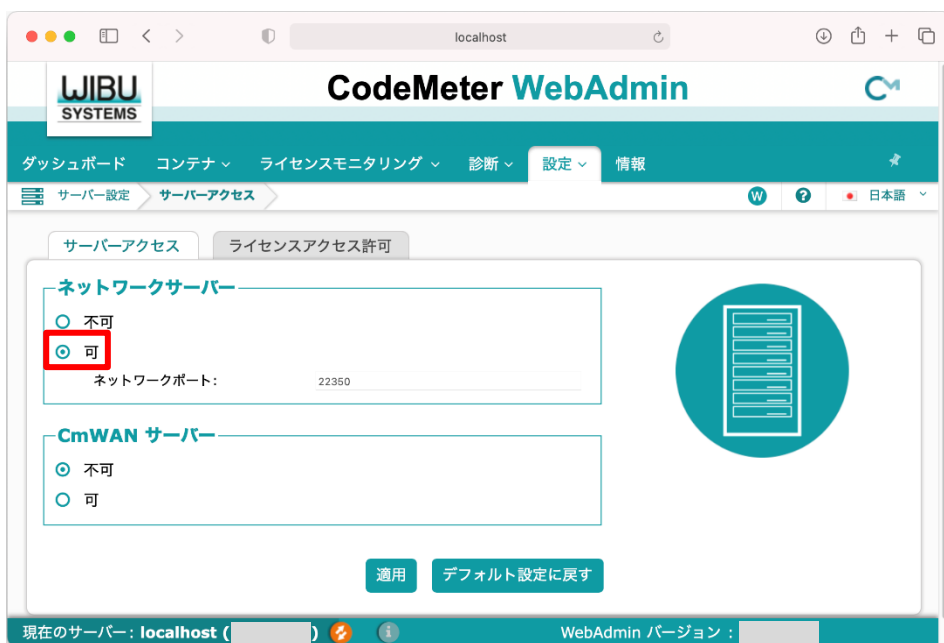 localhost
WIBU
SYSTEMS
CodeMeter WebAdmin
ダッシュボード コンテナ ライセンスモニタリング 診断 設定 情報
サーバー設定 サーバーアクセス W ? 日本語
サーバーアクセス ライセンスアクセス許可
ネットワークサーバー
不可
可
ネットワークポート: 22350
CmWAN サーバー
不可
可
適用 デフォルト設定に戻す
現在のサーバー: localhost ( ) i WebAdmin バージョン :